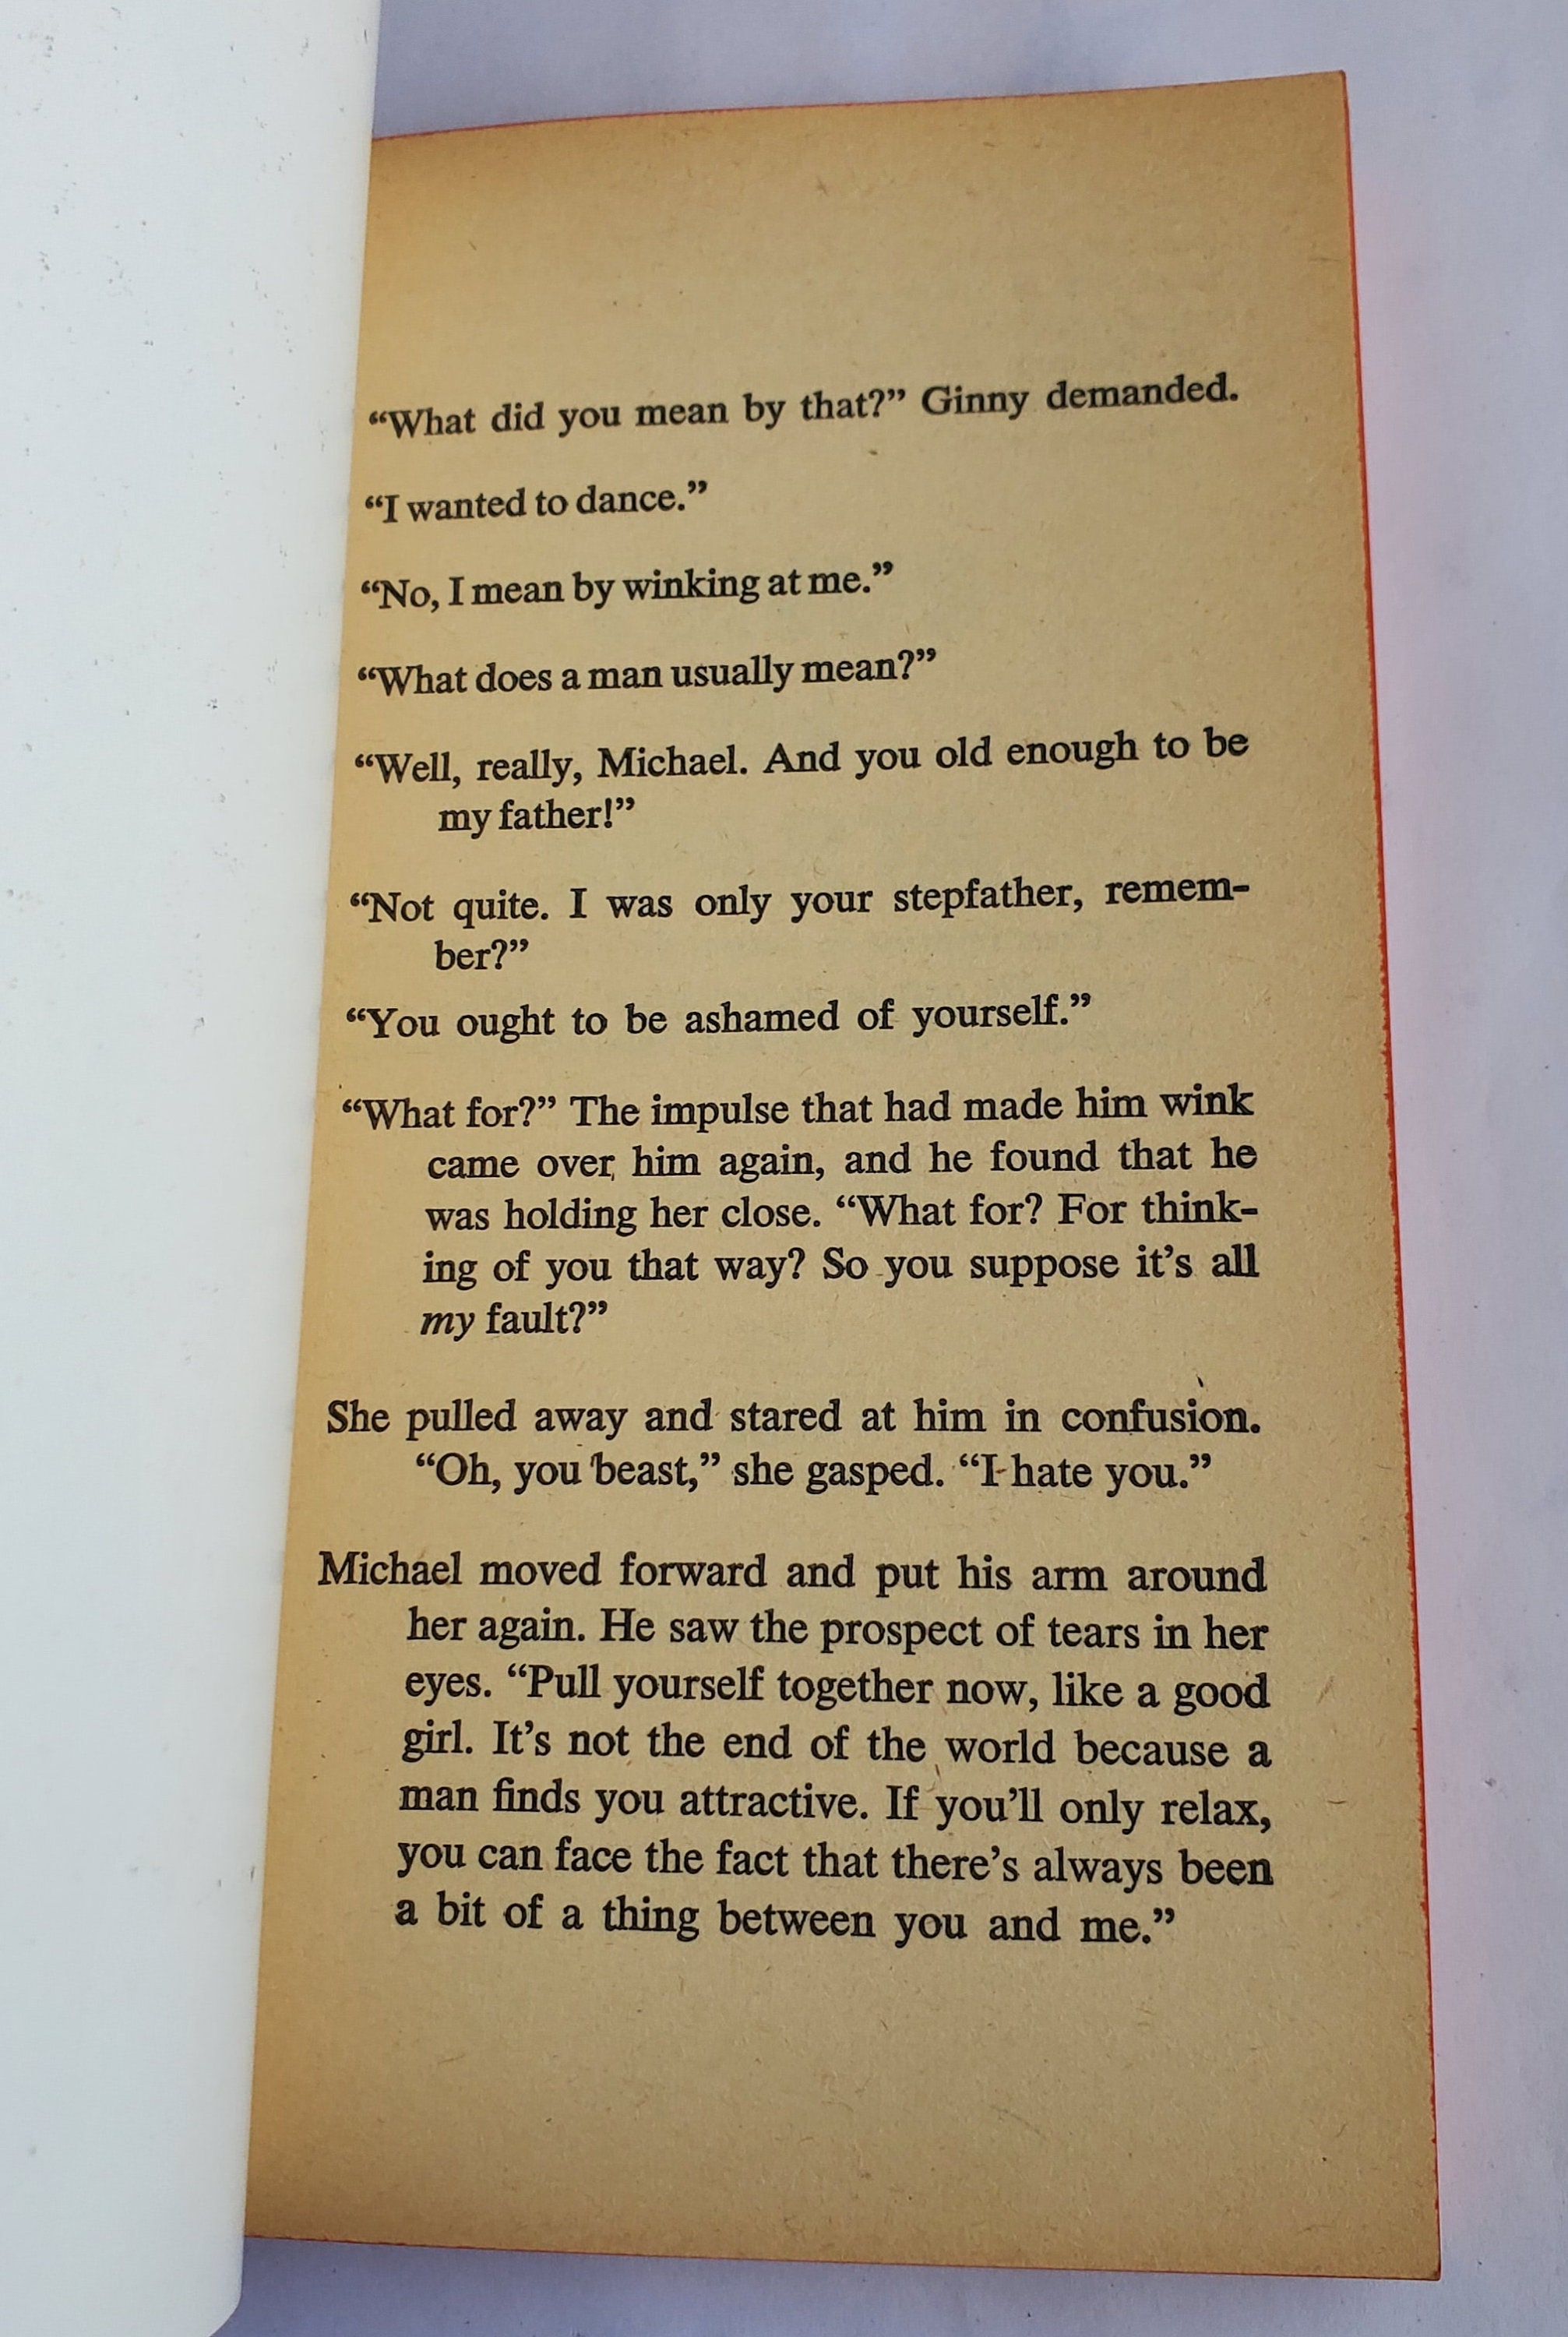 “What did you mean by that?” Ginny demanded.
“I wanted to dance.”
“No, I mean by winking at me.”
“What does a man usually mean?”
“Well, really, Michael. And you old enough to be
my father!”
“Not quite. I was only your stepfather, remem-
ber?”
“You ought to be ashamed of yourself.”
“What for?” The impulse that had made him wink
came over him again, and he found that he
was holding her close. “What for? For think-
ing of you that way? So you suppose it’s all
my fault?”
She pulled away and stared at him in confusion.
“Oh, you beast,” she gasped. “I hate you.”
Michael moved forward and put his arm around
her again. He saw the prospect of tears in her
eyes. “Pull yourself together now, like a good
girl. It’s not the end of the world because a
man finds you attractive. If you’ll only relax,
you can face the fact that there’s always been
a bit of a thing between you and me.”